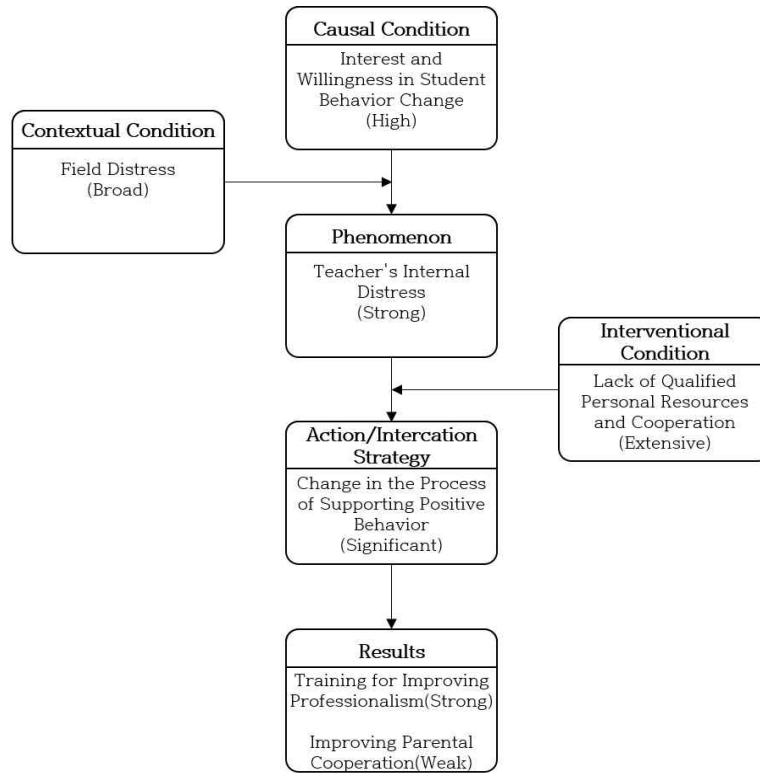 Causal Condition
Interest and
Willingness in Student
Behavior Change
(High)
Contextual Condition
Field Distress
(Broad)
Phenomenon
Teacher's Internal
Distress
(Strong)
Interventional
Condition
Lack of Qualified
Personal Resources
and Cooperation
(Extensive)
Action/Intercation
Strategy
Change in the Process
of Supporting Positive
Behavior
(Significant)
Results
Training for Improving
Professionalism(Strong)
Improving Parental
Cooperation(Weak)